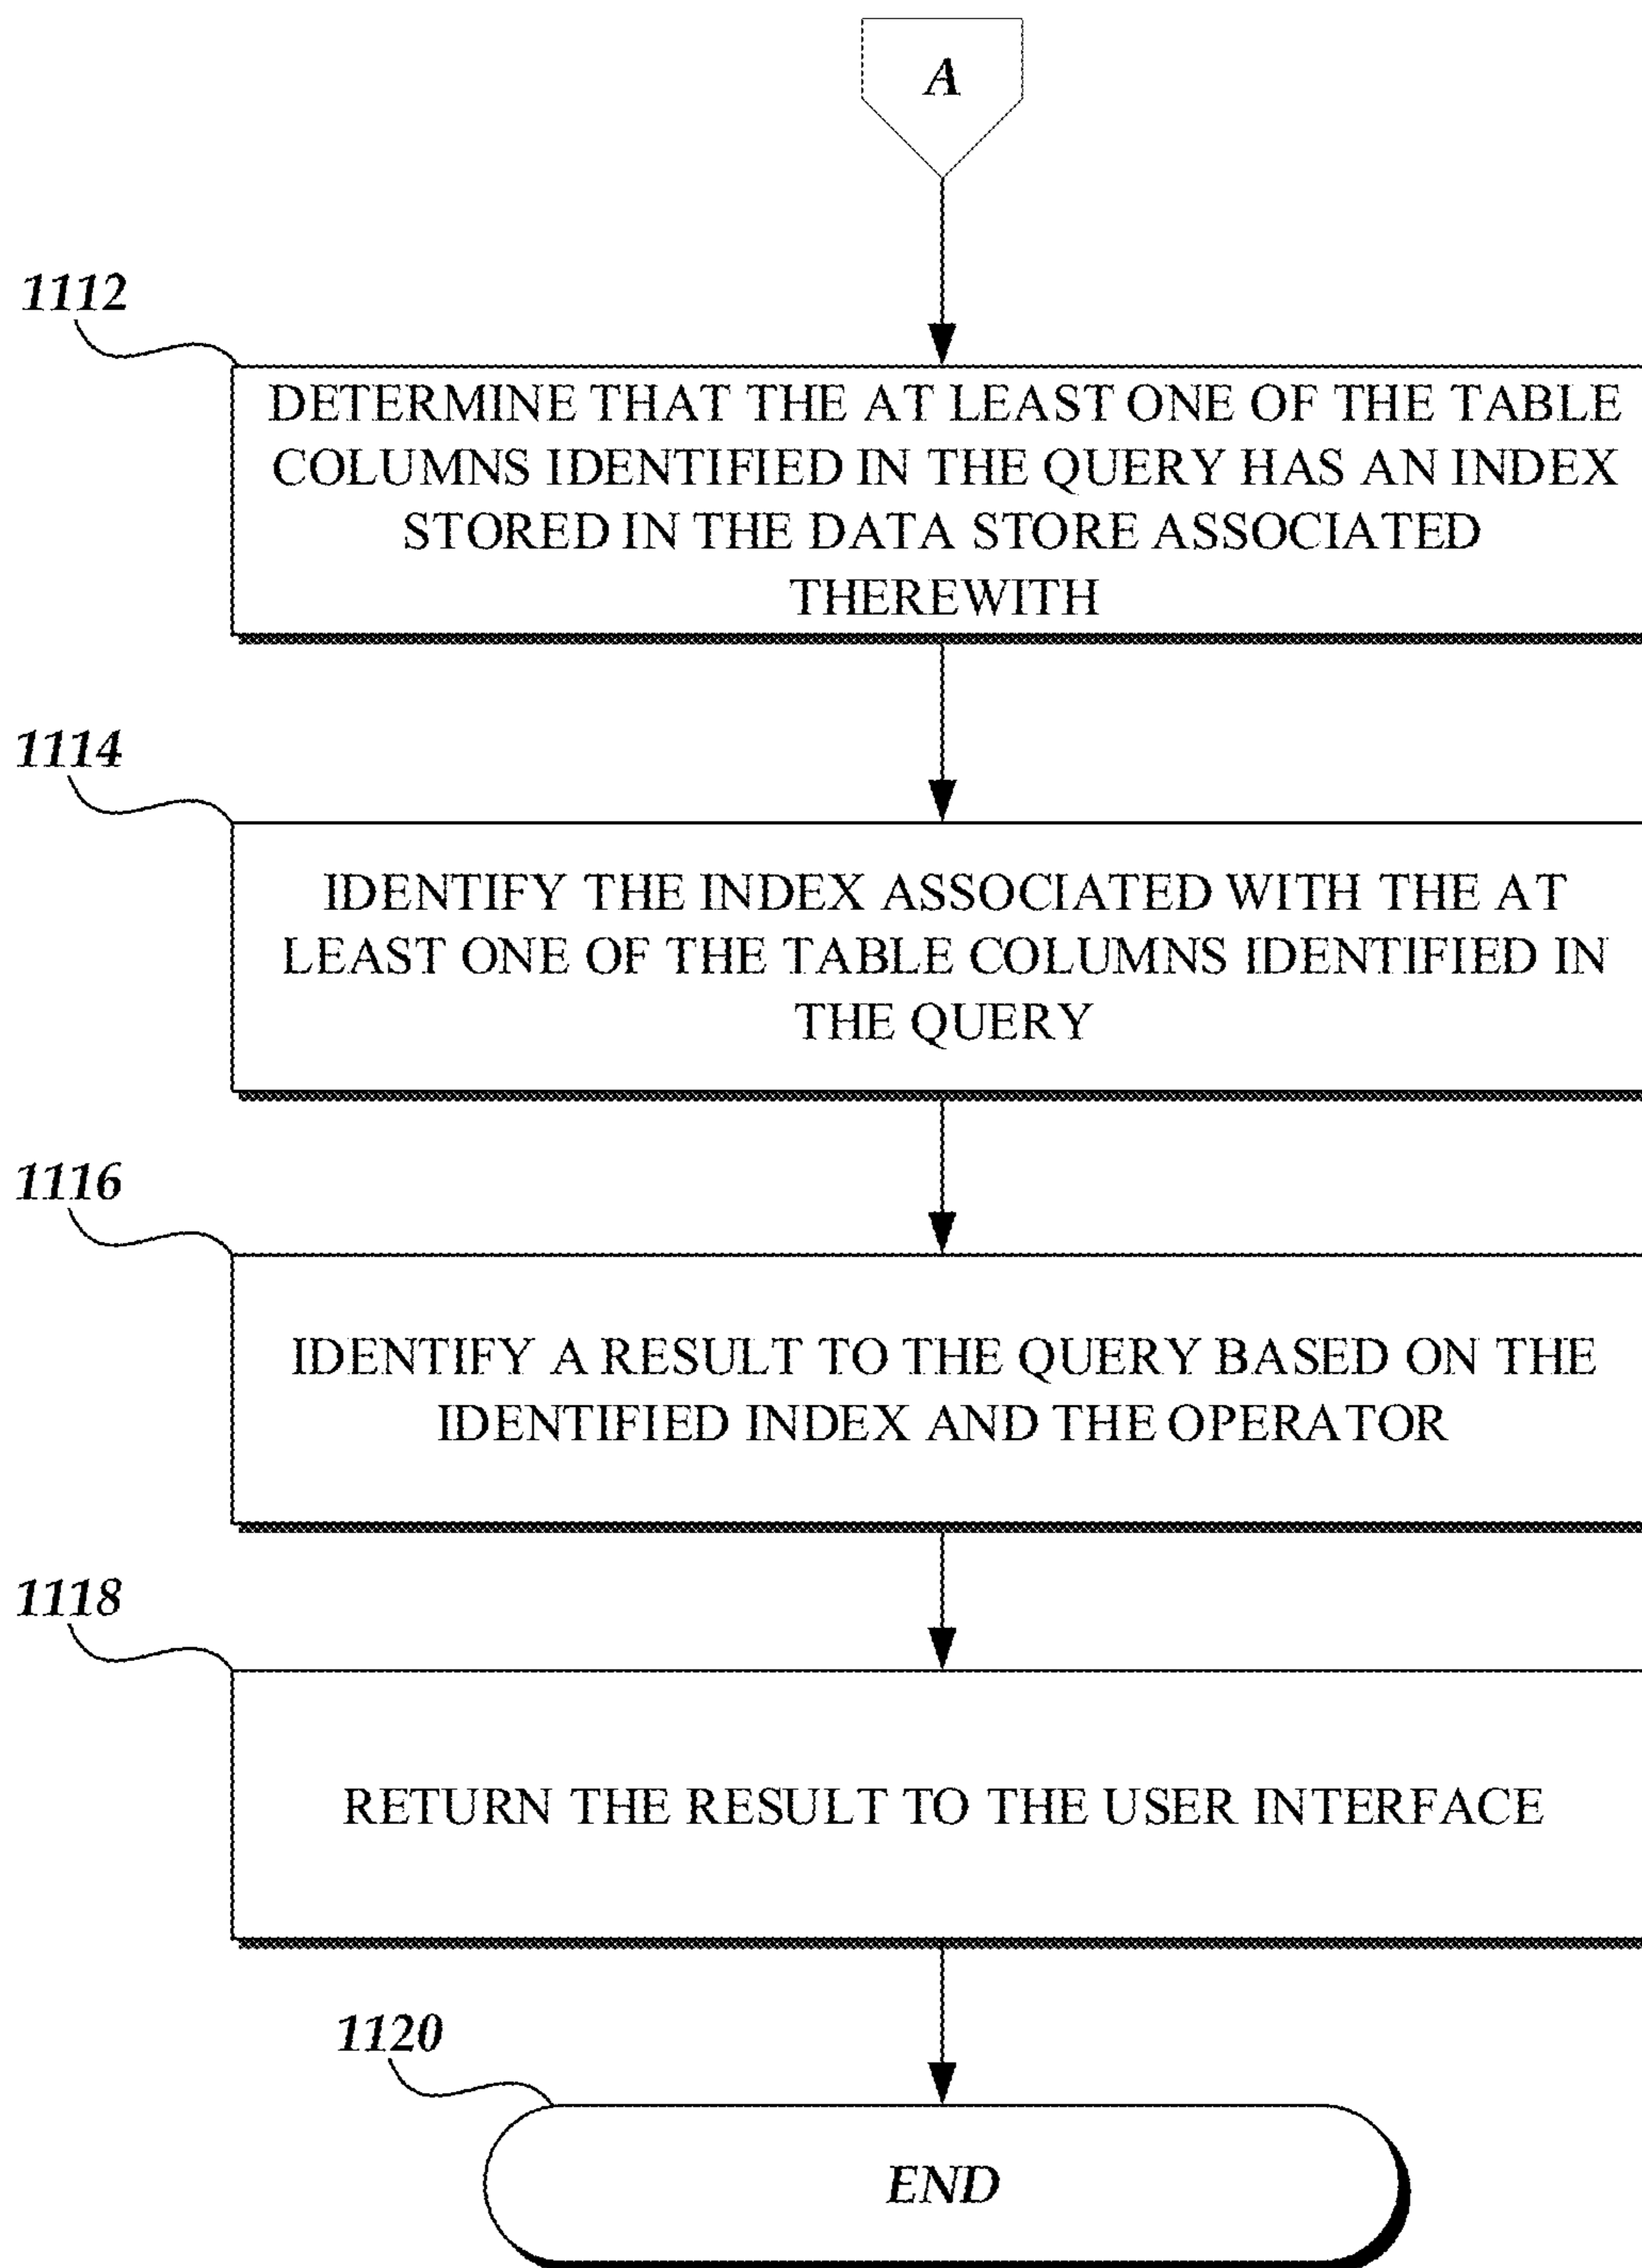 A
1112
DETERMINE THAT THE AT LEAST ONE OF THE TABLE
COLUMNS IDENTIFIED IN THE QUERY HAS AN INDEX
STORED IN THE DATA STORE ASSOCIATED
THEREWITH
1114
IDENTIFY THE INDEX ASSOCIATED WITH THE AT
LEAST ONE OF THE TABLE COLUMNS IDENTIFIED IN
THE QUERY
1116
IDENTIFY A RESULT TO THE QUERY BASED ON THE
IDENTIFIED INDEX AND THE OPERATOR
1118
RETURN THE RESULT TO THE USER INTERFACE
1120
END